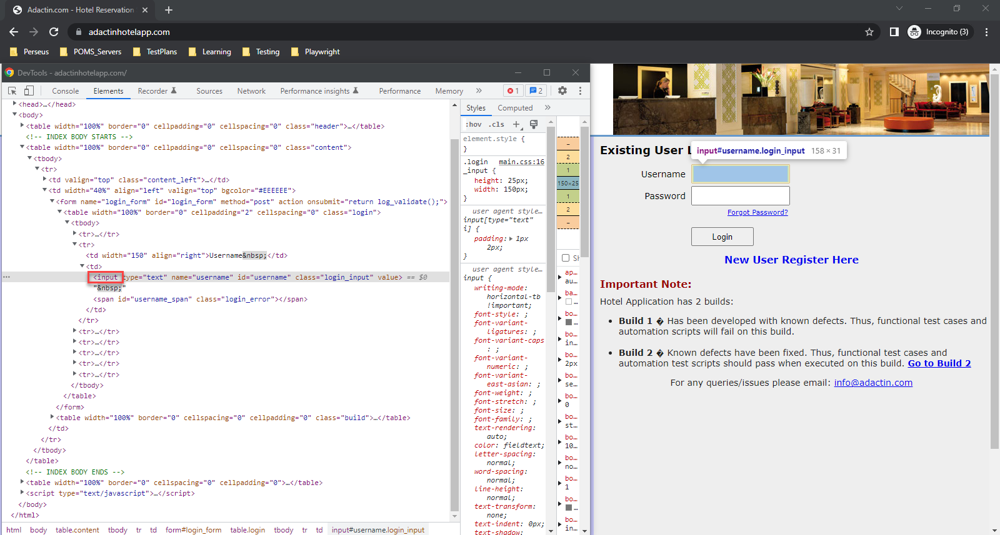 Adactin.com - Hotel Reservation
adactinhotelapp.com
Incognito (3)
Perseus
POMS_Servers
TestPlans
Learning
Testing
Playwright
DevTools - adactinhotelapp.com/
Console
Elements
Recorder
Sources
Network
Performance insights
Performance
Memory
»
1
2
<head>…</head>
<body>
<table width="100%" border="0" cellpadding="0" cellspacing="0" class="header">…</table>
<!-- INDEX BODY STARTS -->
<table width="100%" border="0" cellpadding="0" cellspacing="0" class="content">
<tbody>
<tr>
<td valign="top" class="content_left">…</td>
<td width="40%" align="left" valign="top" bgcolor="#EEEEEE">
<form name="login_form" id="login_form" method="post" action onsubmit="return log_validate();">
<table width="100%" border="0" cellpadding="2" cellspacing="0" class="login">
<tbody>
<tr>…</tr>
<tr>
<td width="150" align="right">Username&nbsp;</td>
<td>
<input type="text" name="username" id="username" class="login_input" value> == $0
"&nbsp;"
<span id="username_span" class="login_error"></span>
</td>
</tr>
<tr>…</tr>
<tr>…</tr>
<tr>…</tr>
<tr>…</tr>
<tr>…</tr>
</tbody>
</table>
</form>
<table width="100%" border="0" cellspacing="0" cellpadding="0" class="build">…</table>
</td>
</tr>
</tbody>
</table>
<!-- INDEX BODY ENDS -->
<table width="100%" border="0" cellspacing="0" cellpadding="0">…</table>
<script type="text/javascript">…</script>
</body>
</html>
html body table.content tbody tr td form#login_form table.login tbody tr td input#username.login_input
Styles
Computed
»
:hov .cls +
element.style {
}
.login main.css:16
_input {
height: 25px;
width: 150px;
}
user agent style…
input[type="text"
i] {
padding: 1px
2px;
}
user agent style…
input {
writing-mode:
horizontal-tb
!important;
font-style: ;
font-variant-
ligatures: ;
font-variant-caps
: ;
font-variant-
numeric: ;
font-variant-
east-asian: ;
font-weight: ;
font-stretch: ;
font-size: ;
font-family: ;
text-rendering:
auto;
color: fieldtext;
letter-spacing:
normal;
word-spacing:
normal;
line-height:
normal;
text-transform:
none;
text-indent: 0px;
text-shadow:
–
2
1
150×25
1
2
–
Sh
ap…
au…
ba…
…
bo…
…
bo…
in…
bo…
2px
bo…
se…
bo…
0
bo…
st…
bo…
10…
bo…
no…
bo…
1
bo…
…
bo…
in…
Existing User L
input#username.login_input 158 × 31
Username
Password
Forgot Password?
Login
New User Register Here
Important Note:
Hotel Application has 2 builds:
• Build 1 � Has been developed with known defects. Thus, functional test cases and
automation scripts will fail on this build.
• Build 2 � Known defects have been fixed. Thus, functional test cases and
automation test scripts should pass when executed on this build. Go to Build 2
For any queries/issues please email: info@adactin.com